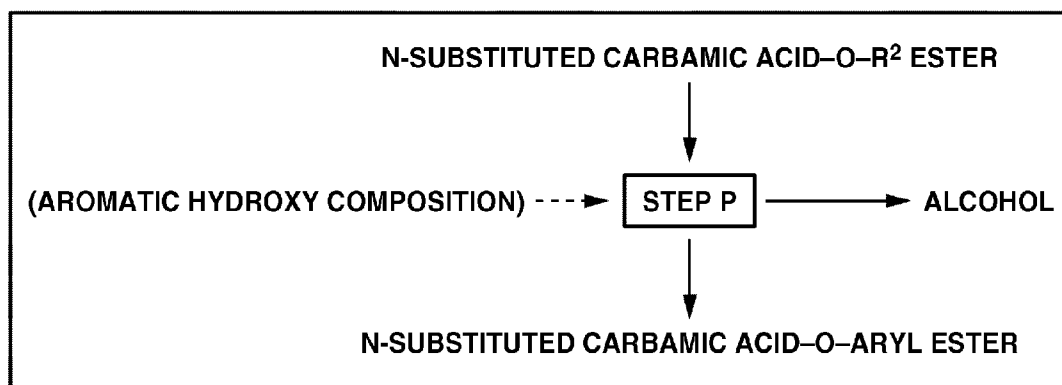 N-SUBSTITUTED CARBAMIC ACID–O–R² ESTER
(AROMATIC HYDROXY COMPOSITION)
STEP P
ALCOHOL
N-SUBSTITUTED CARBAMIC ACID–O–ARYL ESTER